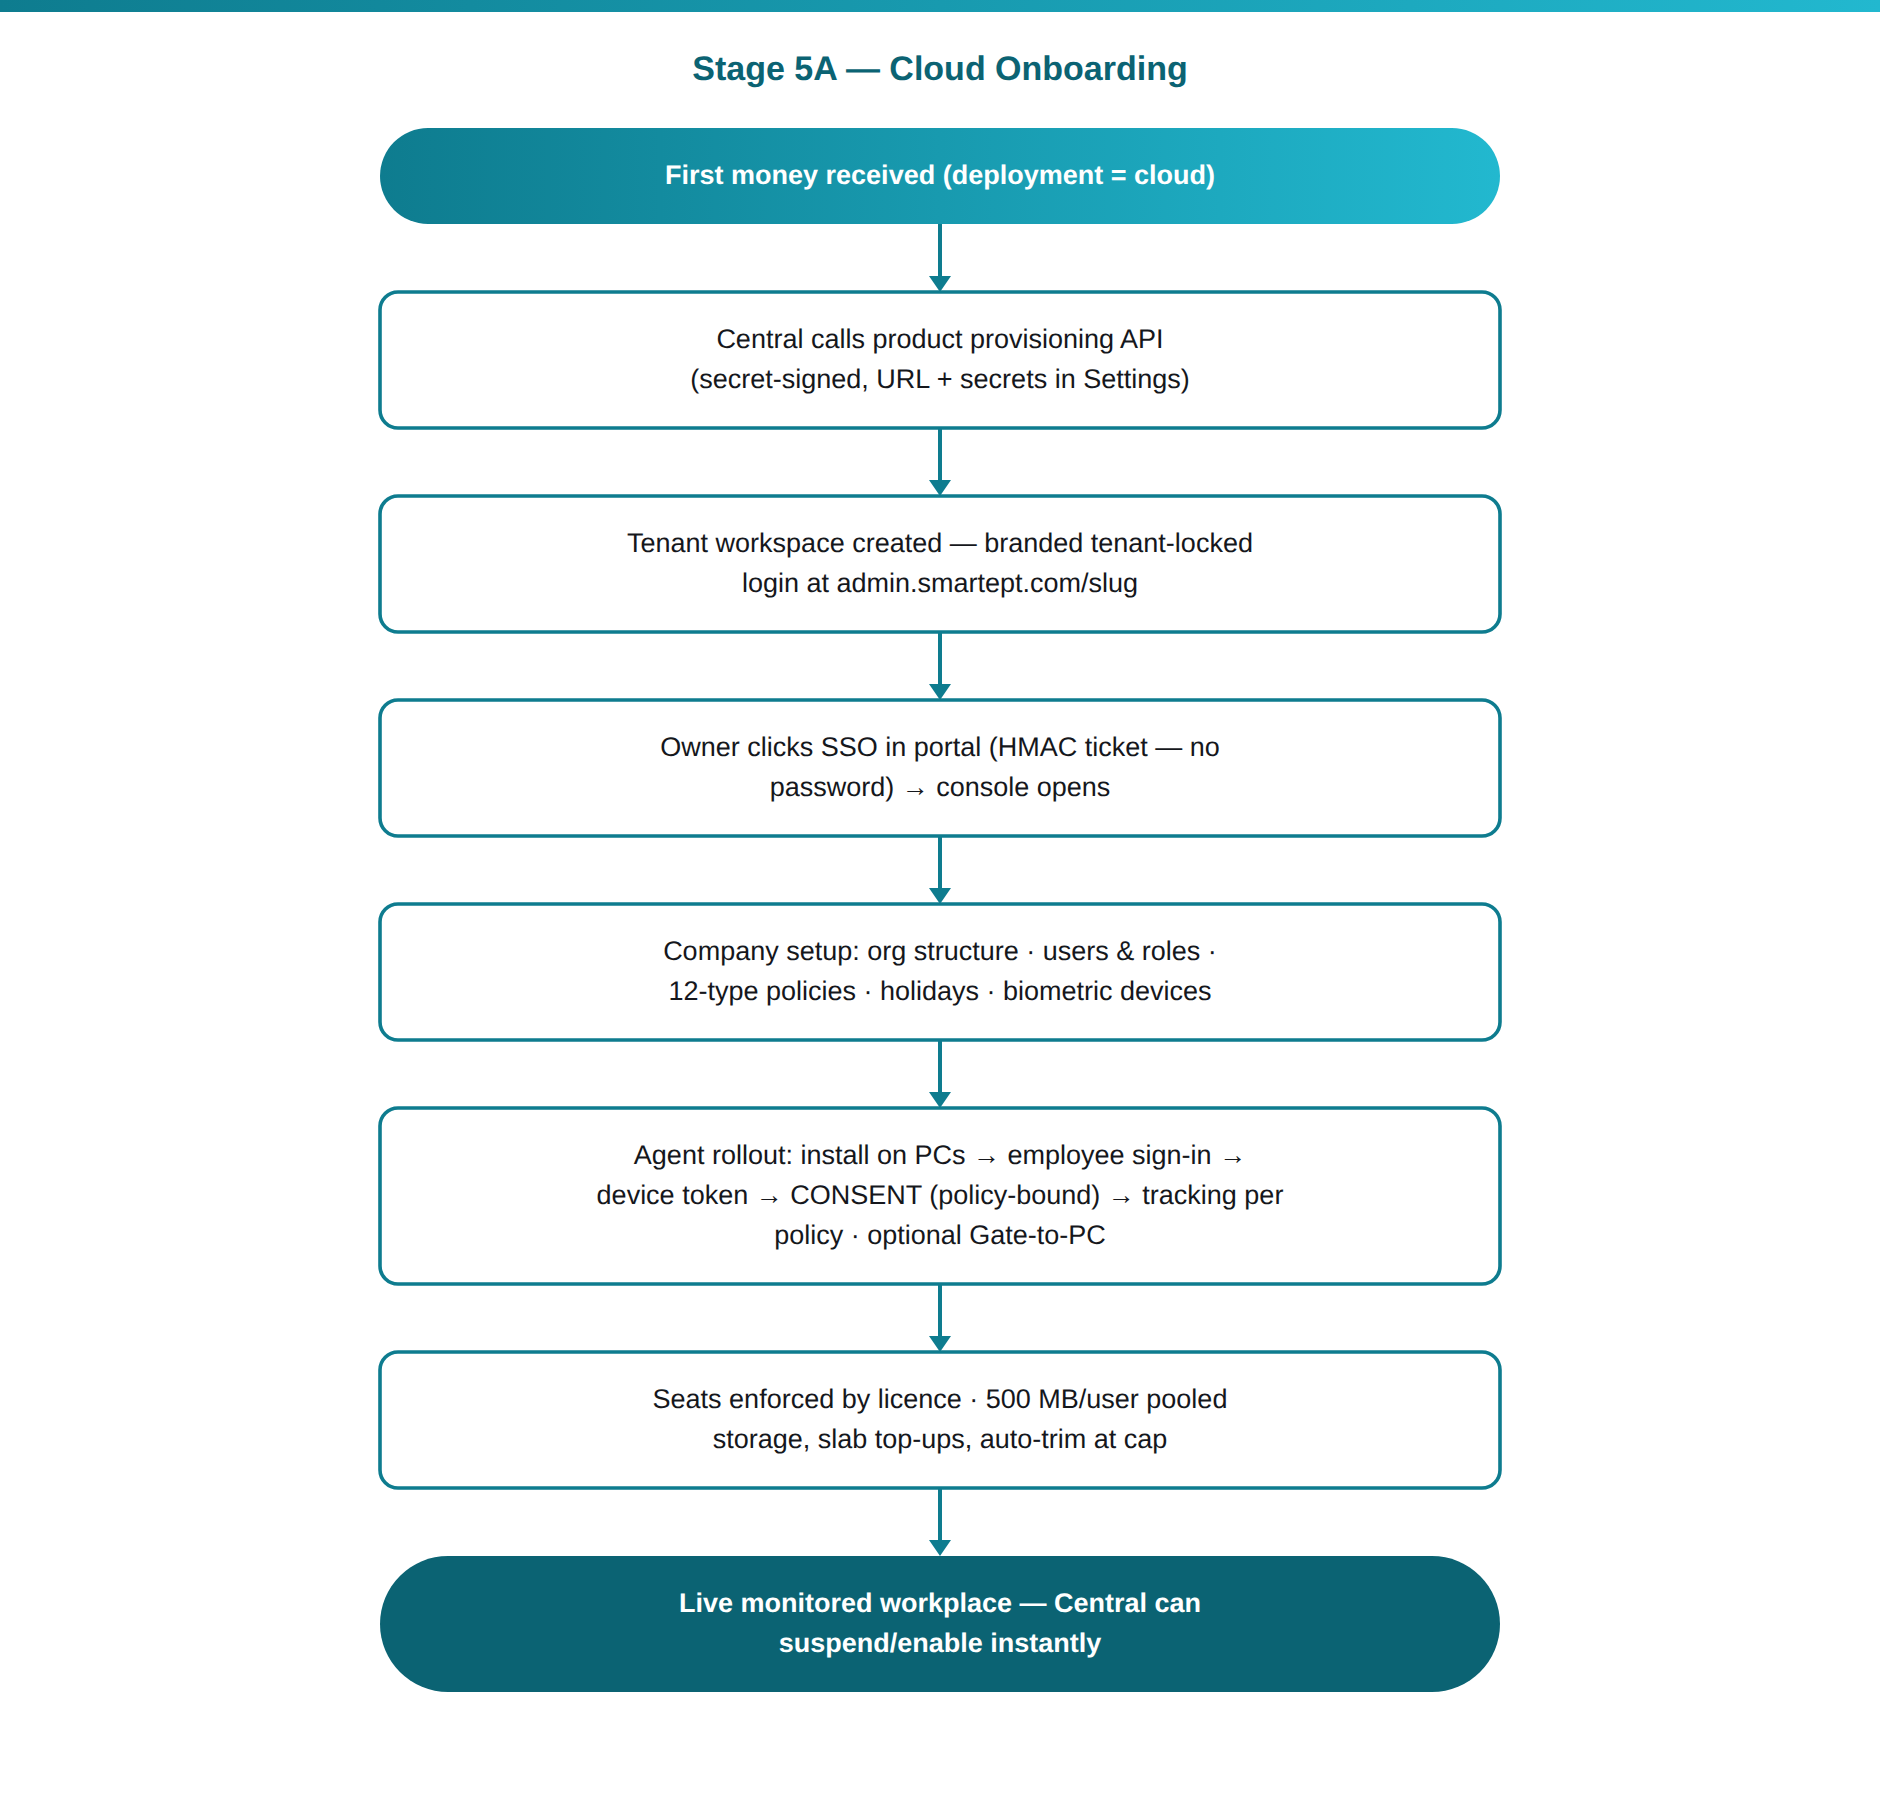 Stage 5A — Cloud Onboarding
First money received (deployment = cloud)
Central calls product provisioning API
(secret-signed, URL + secrets in Settings)
Tenant workspace created — branded tenant-locked
login at admin.smartept.com/slug
Owner clicks SSO in portal (HMAC ticket — no
password) → console opens
Company setup: org structure · users & roles ·
12-type policies · holidays · biometric devices
Agent rollout: install on PCs → employee sign-in →
device token → CONSENT (policy-bound) → tracking per
policy · optional Gate-to-PC
Seats enforced by licence · 500 MB/user pooled
storage, slab top-ups, auto-trim at cap
Live monitored workplace — Central can
suspend/enable instantly